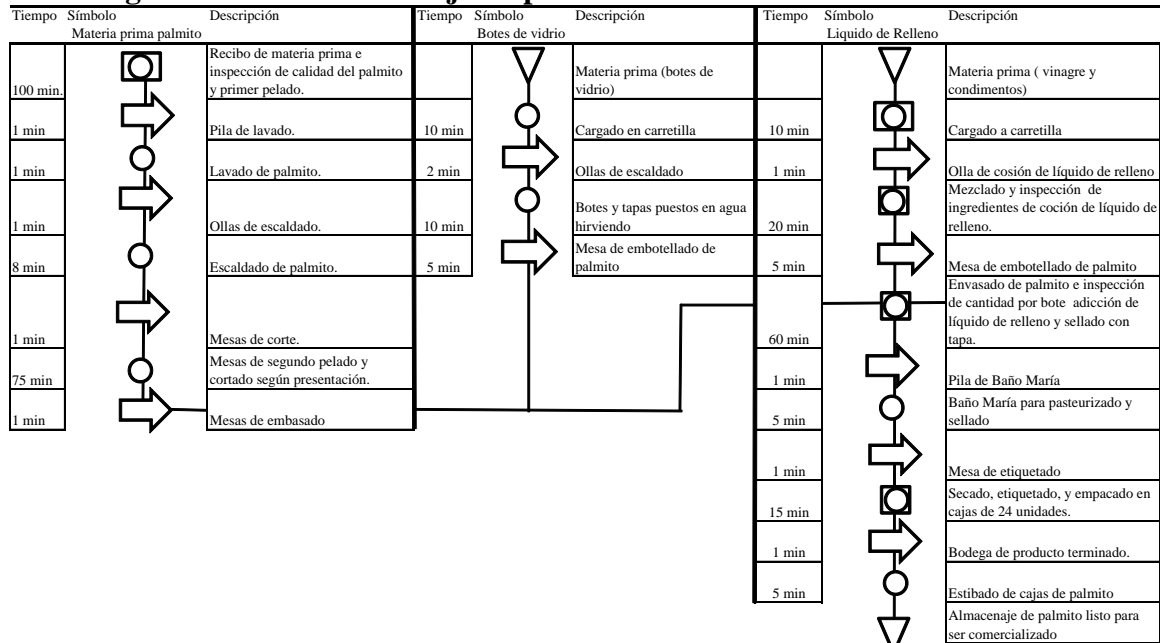 Tiempo Símbolo Descripción
Materia prima palmito
100 min.
Recibo de materia prima e
inspección de calidad del palmito
y primer pelado.
1 min
Pila de lavado.
1 min
Lavado de palmito.
1 min
Ollas de escaldado.
8 min
Escaldado de palmito.
1 min
Mesas de corte.
75 min
Mesas de segundo pelado y
cortado según presentación.
1 min
Mesas de embasado
Tiempo Símbolo Descripción
Botes de vidrio
Materia prima (botes de
vidrio)
10 min
Cargado en carretilla
2 min
Ollas de escaldado
10 min
Botes y tapas puestos en agua
hirviendo
5 min
Mesa de embotellado de
palmito
Tiempo Símbolo Descripción
Liquido de Relleno
Materia prima ( vinagre y
condimentos)
10 min
Cargado a carretilla
1 min
Olla de cosión de líquido de relleno
20 min
Mezclado y inspección de
ingredientes de coción de líquido de
relleno.
5 min
Mesa de embotellado de palmito
60 min
Envasado de palmito e inspección
de cantidad por bote adicción de
líquido de relleno y sellado con
tapa.
1 min
Pila de Baño María
5 min
Baño María para pasteurizado y
sellado
1 min
Mesa de etiquetado
15 min
Secado, etiquetado, y empacado en
cajas de 24 unidades.
1 min
Bodega de producto terminado.
5 min
Estibado de cajas de palmito
Almacenaje de palmito listo para
ser comercializado